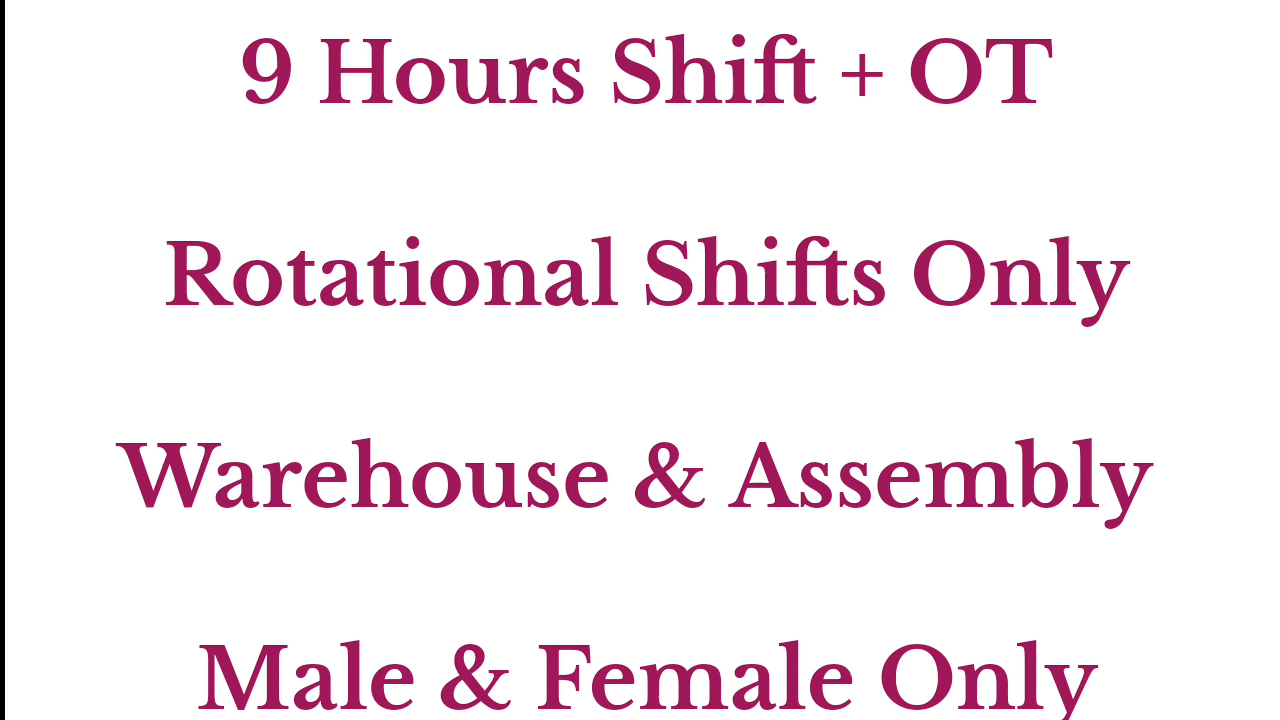 9 Hours Shift + OT
Rotational Shifts Only
Warehouse & Assembly
Male & Female Only